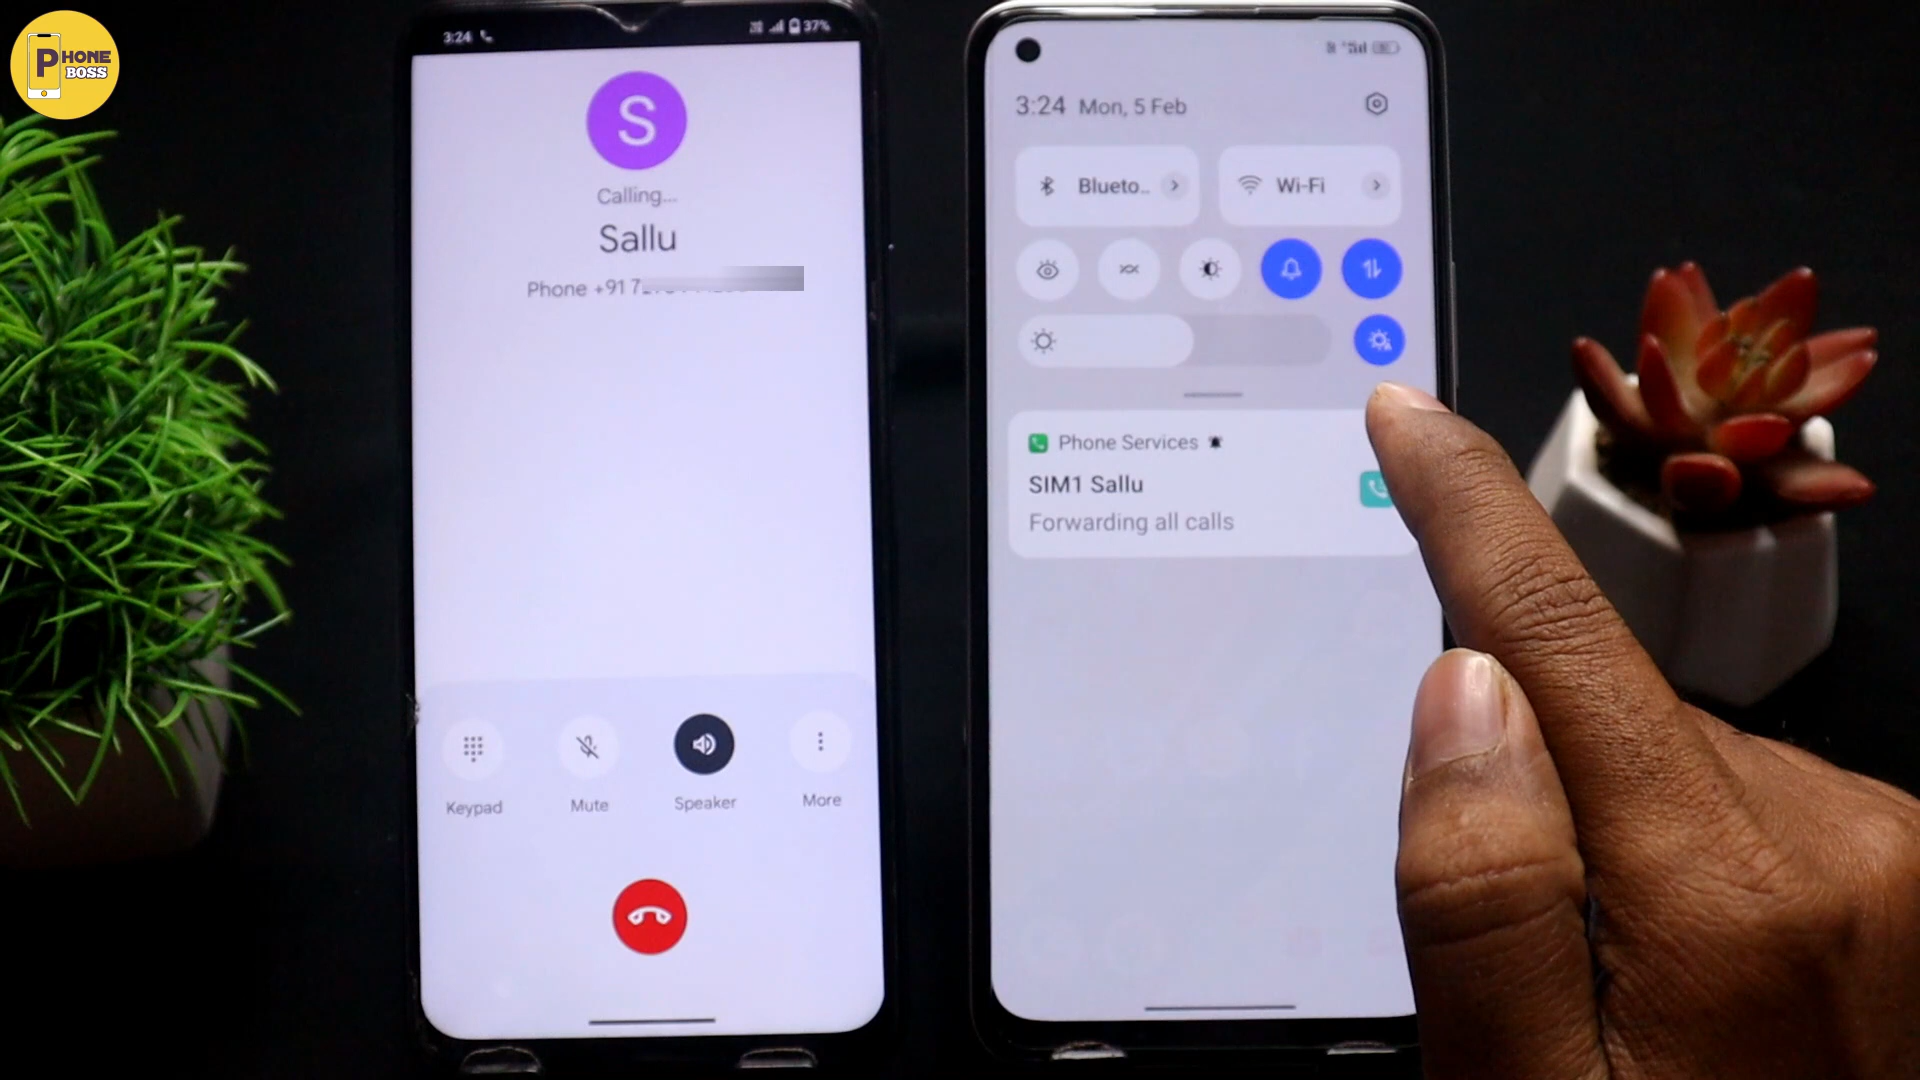 PHONE
BOSS
3:24
37%
S
Calling...
Sallu
Phone +91 7
Keypad
Mute
Speaker
More
3:24 Mon, 5 Feb
Blueto...
Wi-Fi
Phone Services
SIM1 Sallu
Forwarding all calls